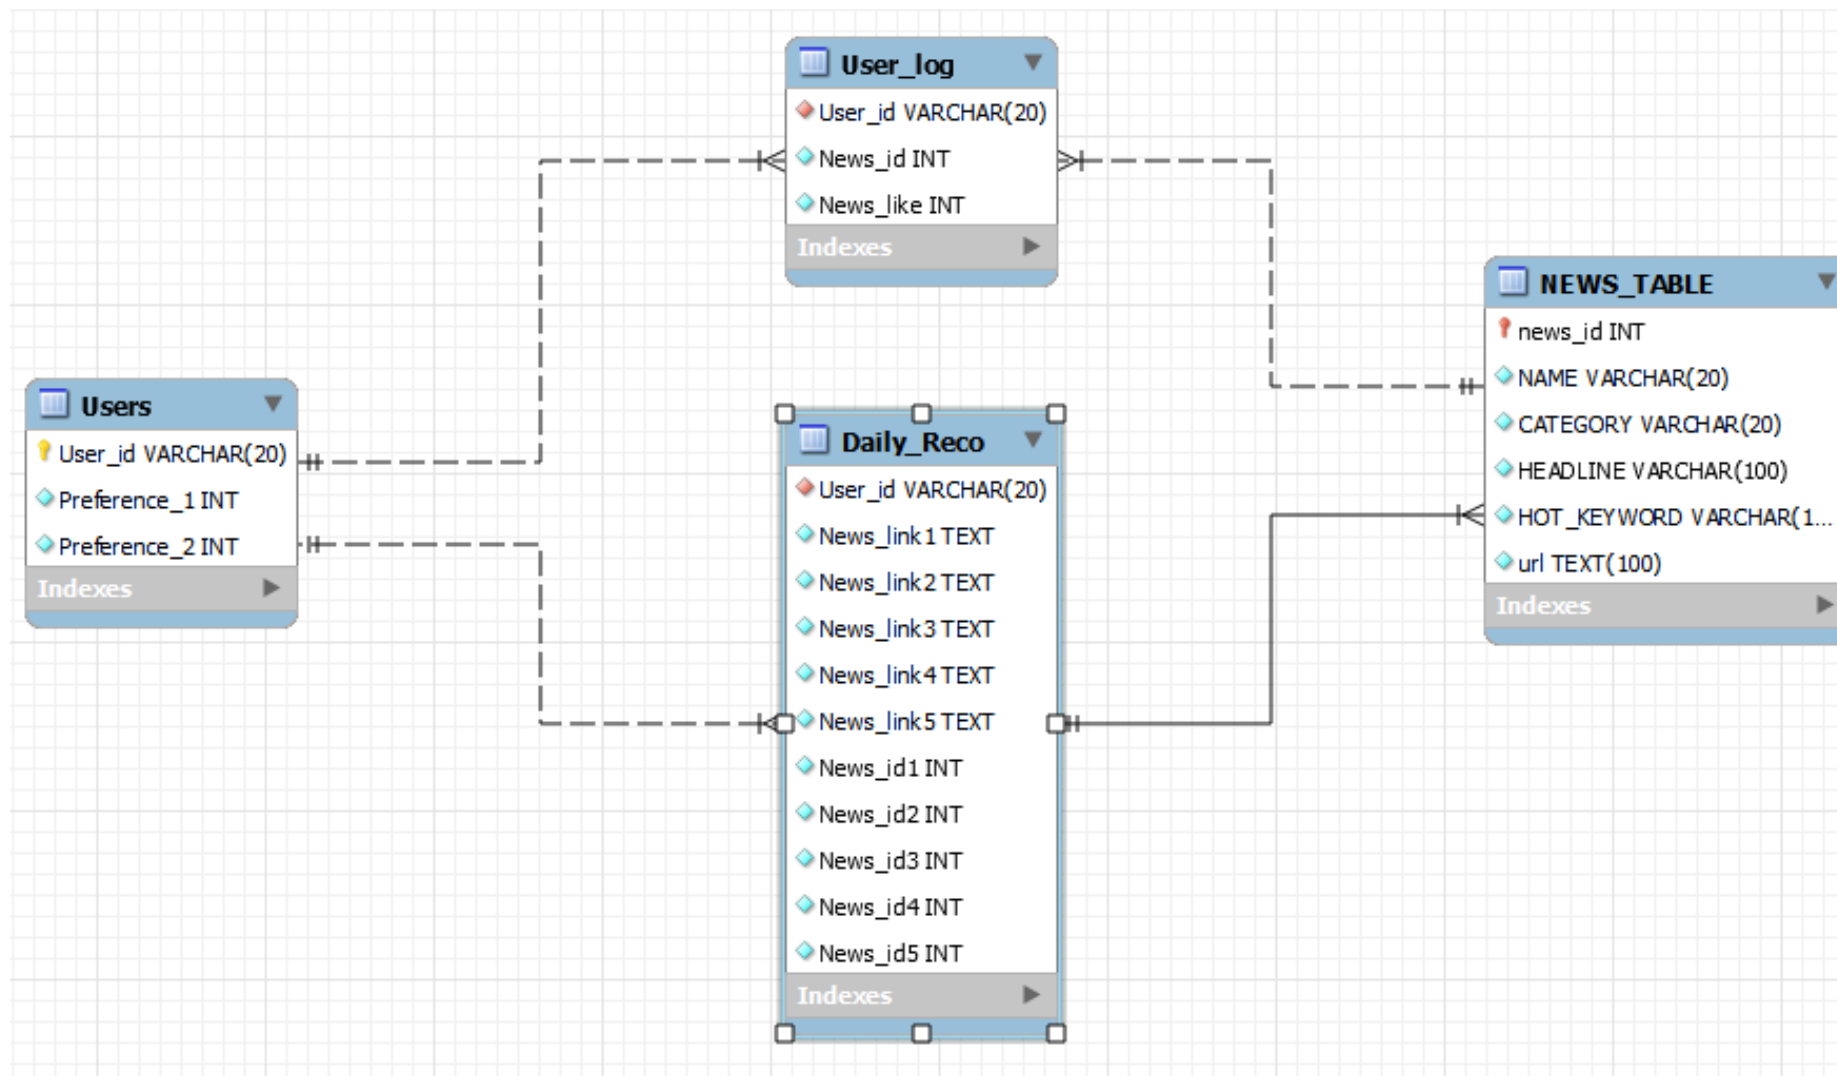 User_log
User_id VARCHAR(20)
News_id INT
News_like INT
Indexes
Users
User_id VARCHAR(20)
Preference_1 INT
Preference_2 INT
Indexes
Daily_Reco
User_id VARCHAR(20)
News_link1 TEXT
News_link2 TEXT
News_link3 TEXT
News_link4 TEXT
News_link5 TEXT
News_id1 INT
News_id2 INT
News_id3 INT
News_id4 INT
News_id5 INT
Indexes
NEWS_TABLE
news_id INT
NAME VARCHAR(20)
CATEGORY VARCHAR(20)
HEADLINE VARCHAR(100)
HOT_KEYWORD VARCHAR(1...
url TEXT(100)
Indexes